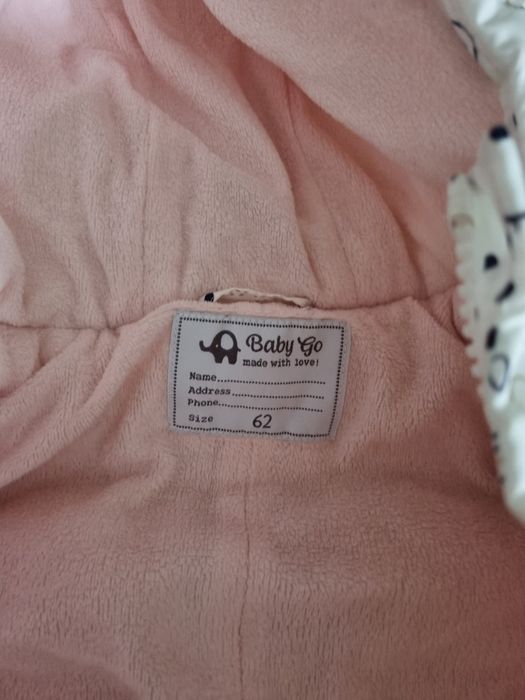 Baby Go
made with love!
Name..............................
Address..........................
Phone.............................
Size 62